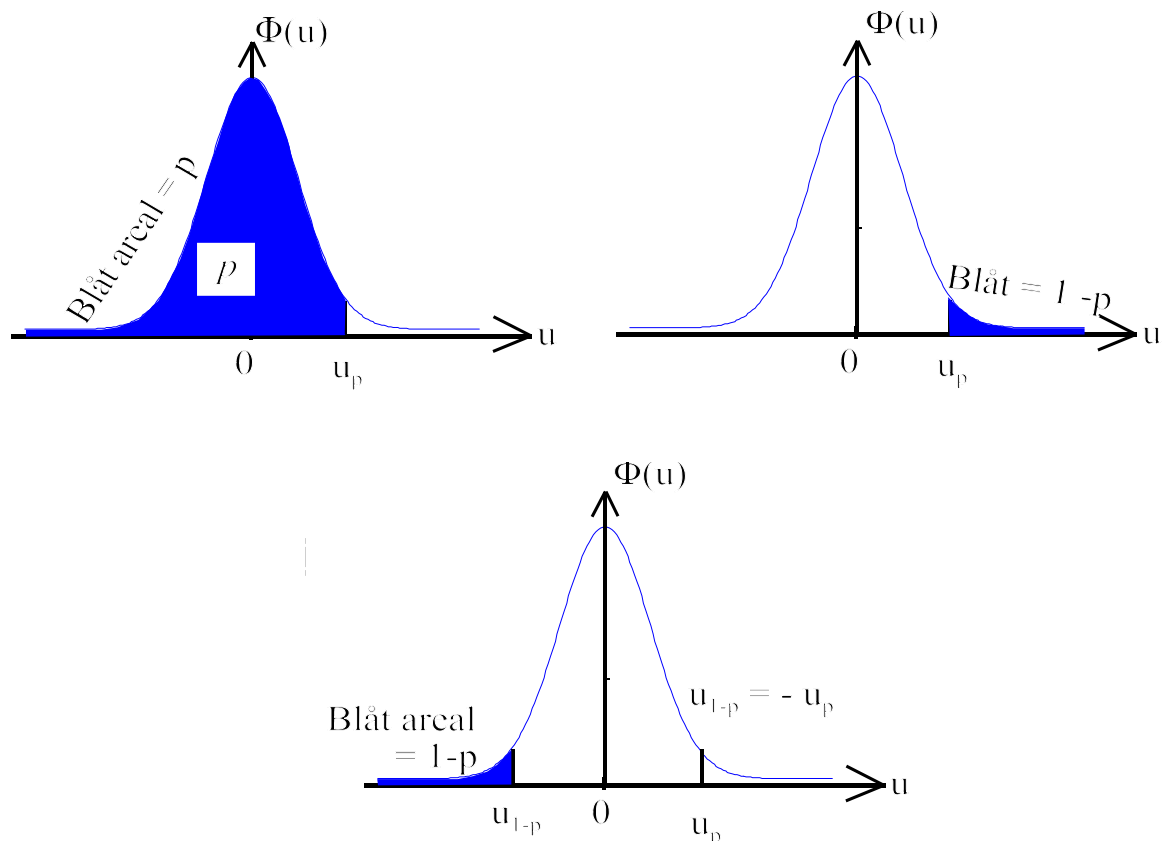 Φ(u)
Blåt areal = p
p
u
0
u_p
Φ(u)
Blåt = 1-p
u
0
u_p
Φ(u)
u_1-p = - u_p
Blåt areal
= 1-p
u
u_1-p
0
u_p